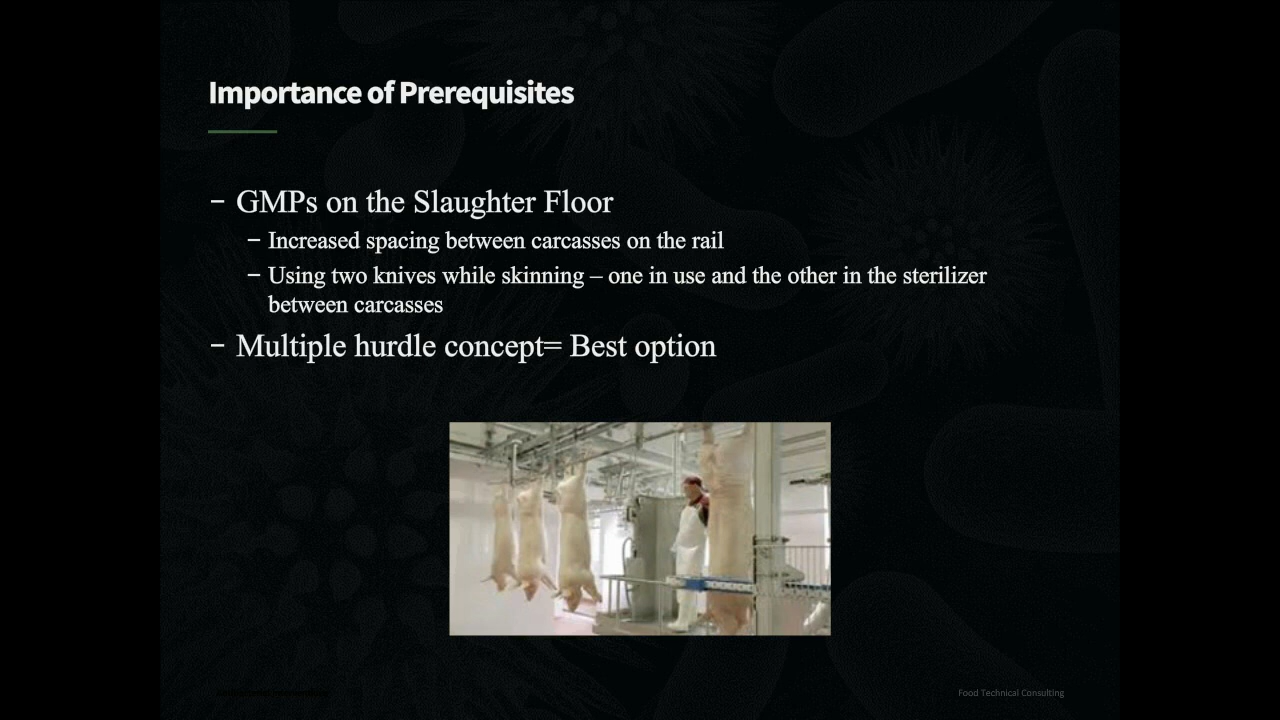 Importance of Prerequisites
– GMPs on the Slaughter Floor
– Increased spacing between carcasses on the rail
– Using two knives while skinning – one in use and the other in the sterilizer
between carcasses
– Multiple hurdle concept= Best option
Food Technical Consulting